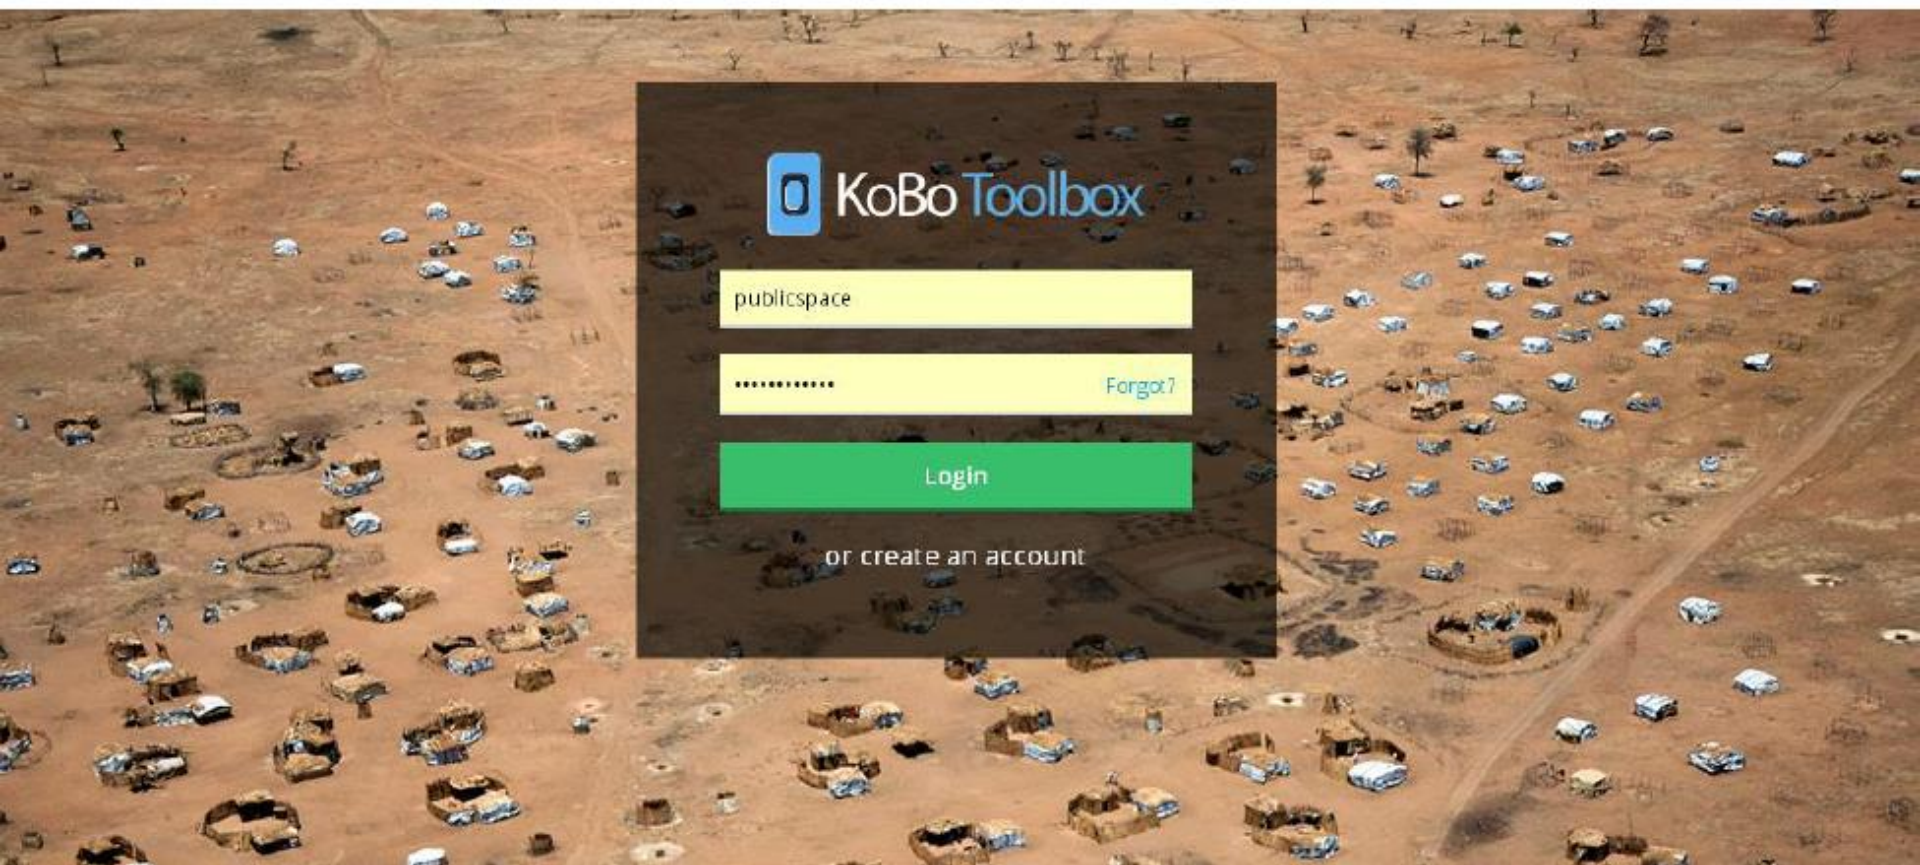 KoBo Toolbox
publicspace
•••••••••••• Forgot?
Login
or create an account